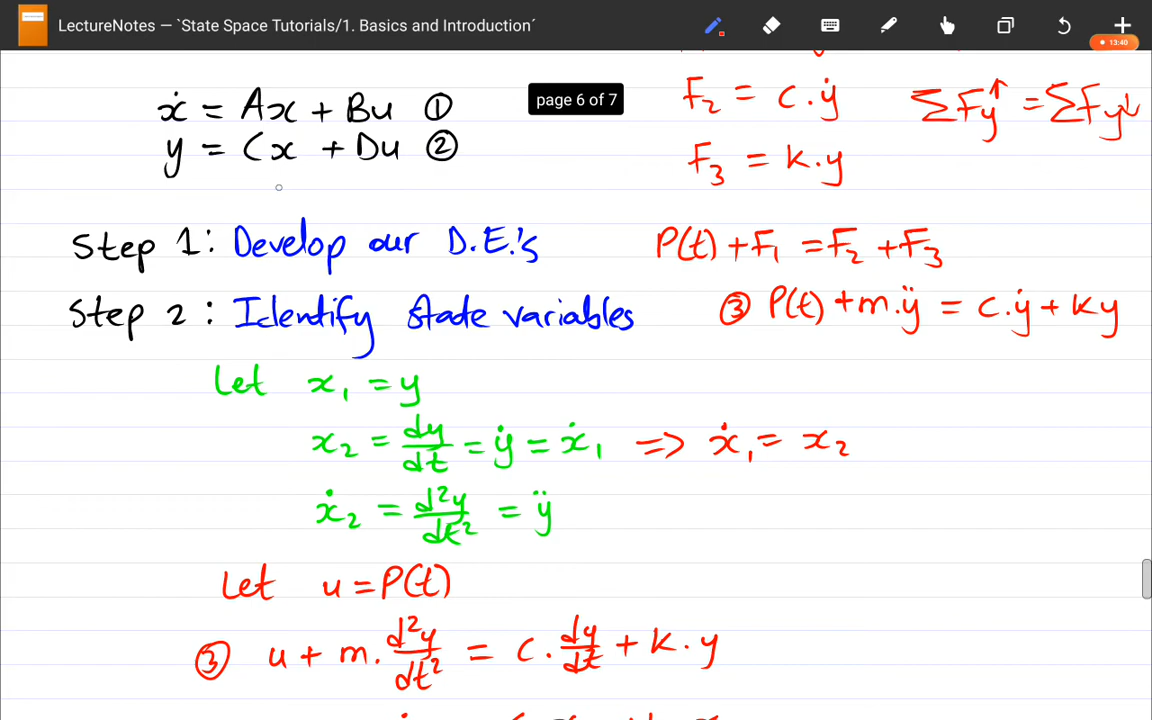 LectureNotes — `State Space Tutorials/1. Basics and Introduction´
13:40
page 6 of 7
ẋ = Ax + Bu ①
y = Cx + Du ②
F₂ = c.ẏ
F₃ = k.y
ΣFy↑ = ΣFy↓
Step 1: Develop our D.E.'s
P(t) + F₁ = F₂ + F₃
Step 2: Identify state variables
③ P(t) + m.ÿ = c.ẏ + ky
Let x₁ = y
x₂ = dy/dt = ẏ = ẋ₁ => ẋ₁ = x₂
ẋ₂ = d²y/dt² = ÿ
Let u = P(t)
③ u + m. d²y/dt² = c. dy/dt + k.y